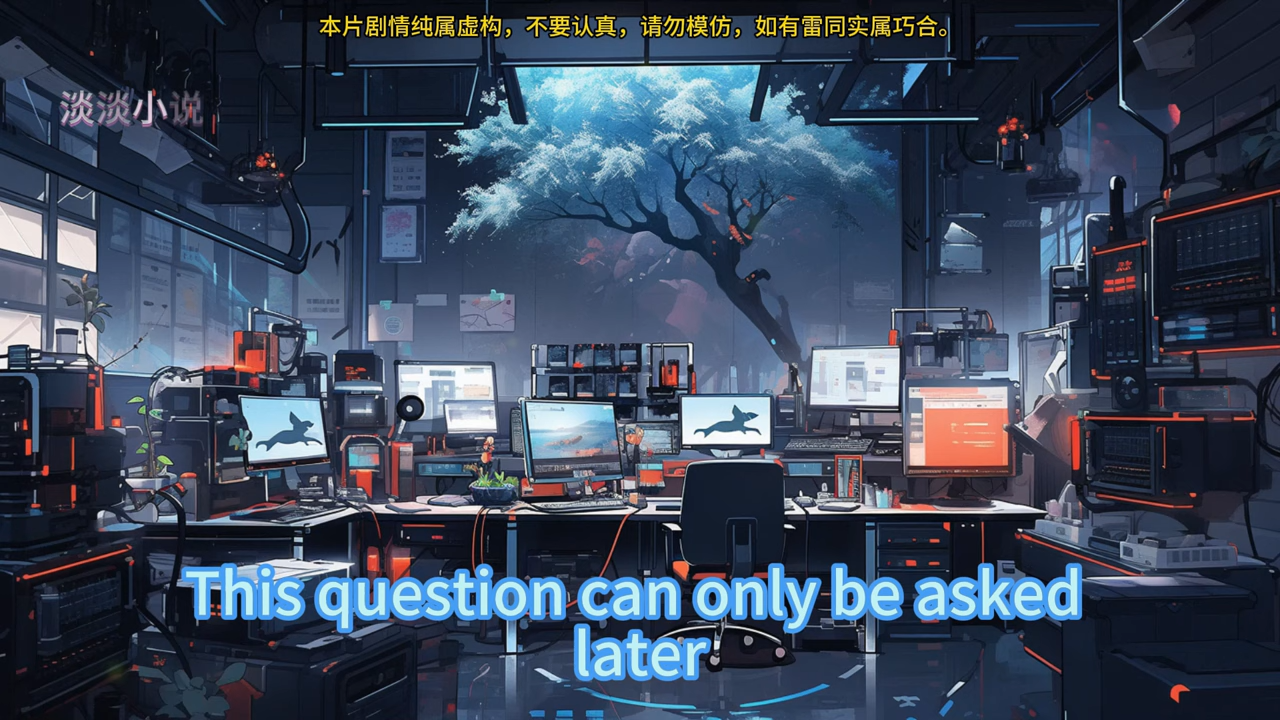 本片剧情纯属虚构，不要认真，请勿模仿，如有雷同实属巧合。
淡淡小说
This question can only be asked
later